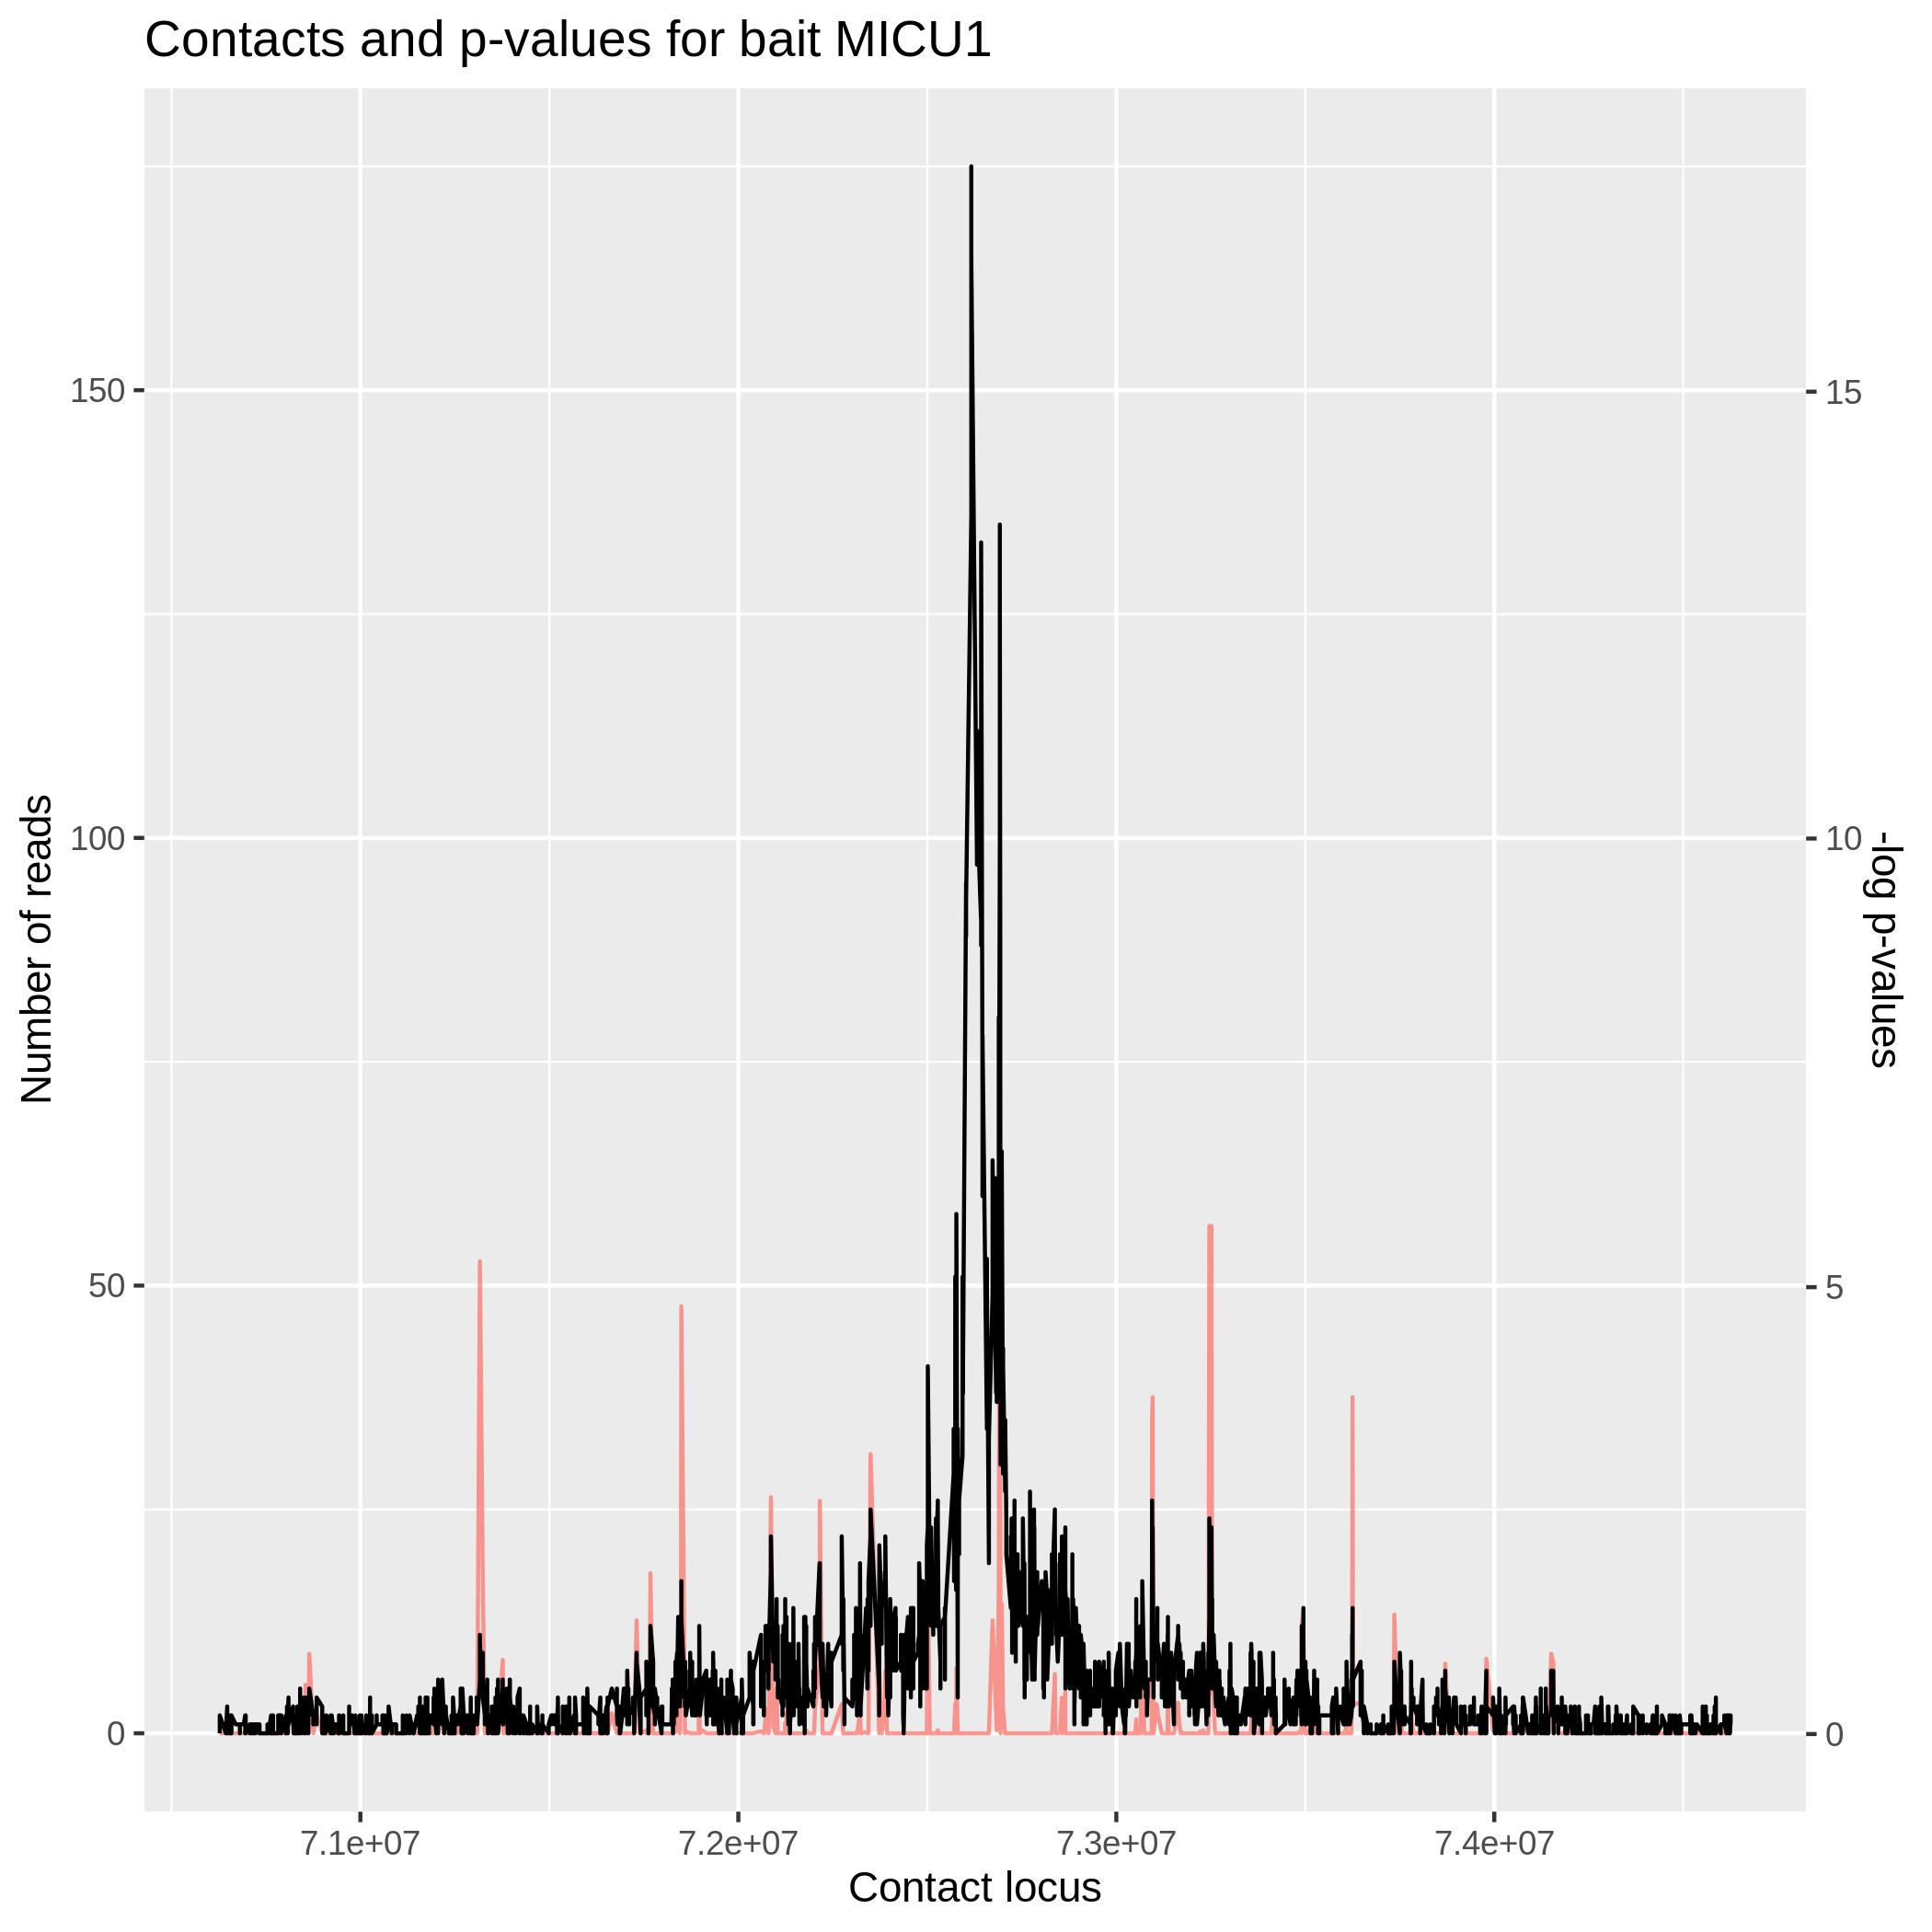 Contacts and p-values for bait MICU1
Number of reads
150
100
50
0
15
10
5
0
-log p-values
7.1e+07
7.2e+07
7.3e+07
7.4e+07
Contact locus